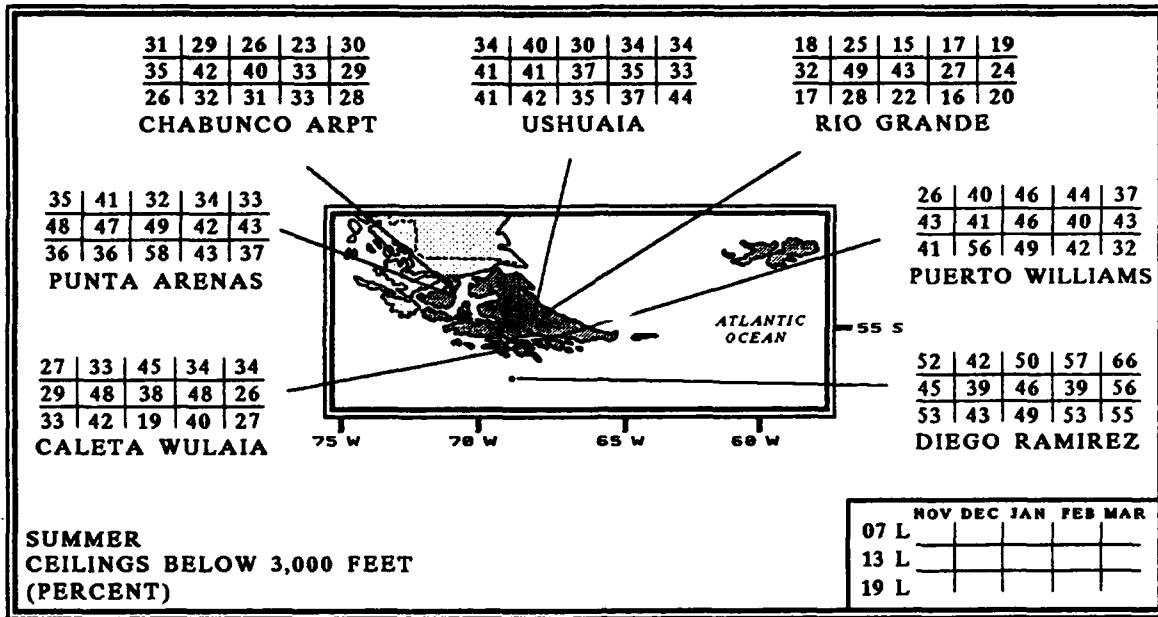 31 | 29 | 26 | 23 | 30
35 | 42 | 40 | 33 | 29
26 | 32 | 31 | 33 | 28
CHABUNCO ARPT
34 | 40 | 30 | 34 | 34
41 | 41 | 37 | 35 | 33
41 | 42 | 35 | 37 | 44
USHUAIA
18 | 25 | 15 | 17 | 19
32 | 49 | 43 | 27 | 24
17 | 28 | 22 | 16 | 20
RIO GRANDE
35 | 41 | 32 | 34 | 33
48 | 47 | 49 | 42 | 43
36 | 36 | 58 | 43 | 37
PUNTA ARENAS
26 | 40 | 46 | 44 | 37
43 | 41 | 46 | 40 | 43
41 | 56 | 49 | 42 | 32
PUERTO WILLIAMS
ATLANTIC
OCEAN
55 S
27 | 33 | 45 | 34 | 34
29 | 48 | 38 | 48 | 26
33 | 42 | 19 | 40 | 27
CALETA WULAIA
52 | 42 | 50 | 57 | 66
45 | 39 | 46 | 39 | 56
53 | 43 | 49 | 53 | 55
DIEGO RAMIREZ
75 W 70 W 65 W 60 W
SUMMER
CEILINGS BELOW 3,000 FEET
(PERCENT)
NOV DEC JAN FEB MAR
07 L
13 L
19 L